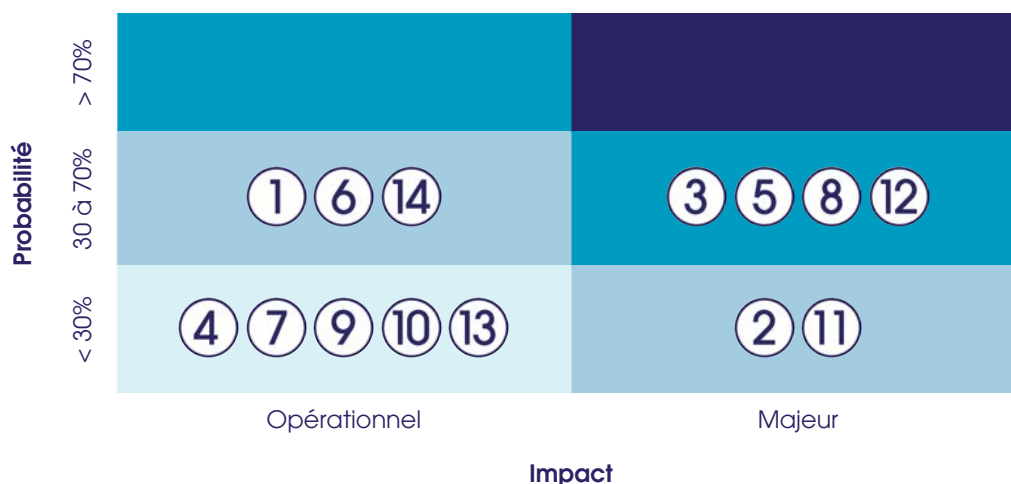 Probabilité
> 70%
30 à 70%
1 6 14
3 5 8 12
< 30%
4 7 9 10 13
2 11
Opérationnel
Majeur
Impact